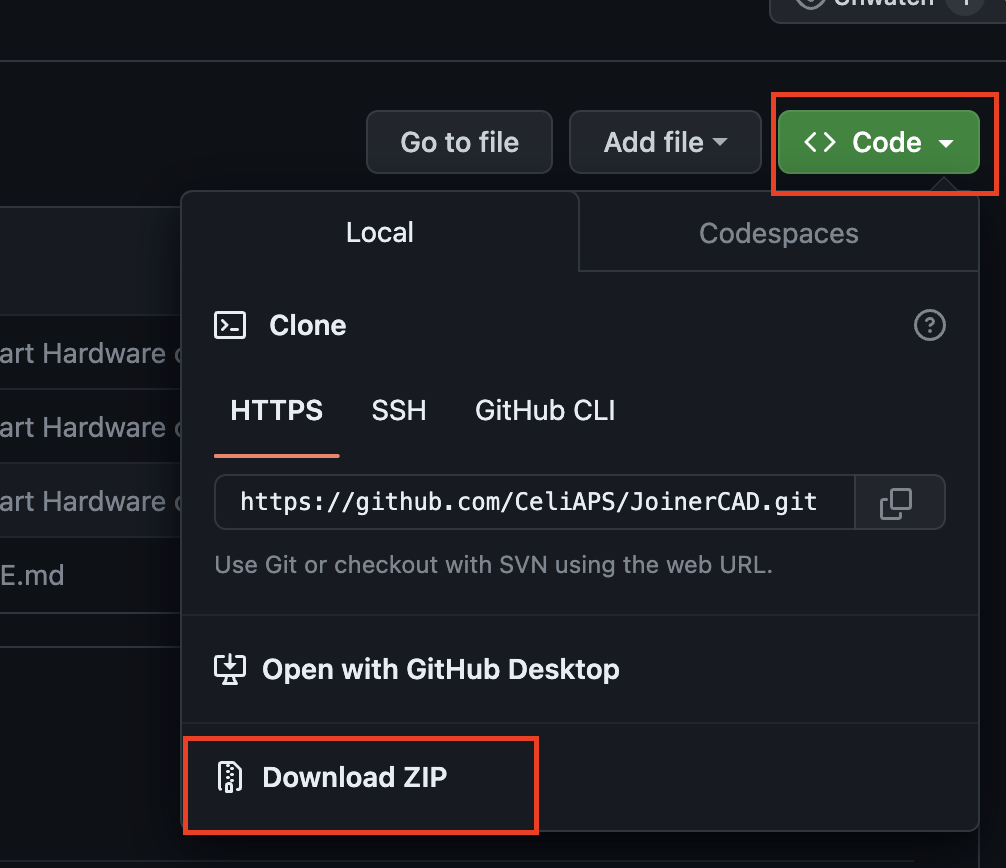 Unwatch 1
Go to file
Add file
<> Code
Local
Codespaces
Clone
HTTPS
SSH
GitHub CLI
https://github.com/CeliAPS/JoinerCAD.git
Use Git or checkout with SVN using the web URL.
Open with GitHub Desktop
Download ZIP
art Hardware
art Hardware
art Hardware
E.md